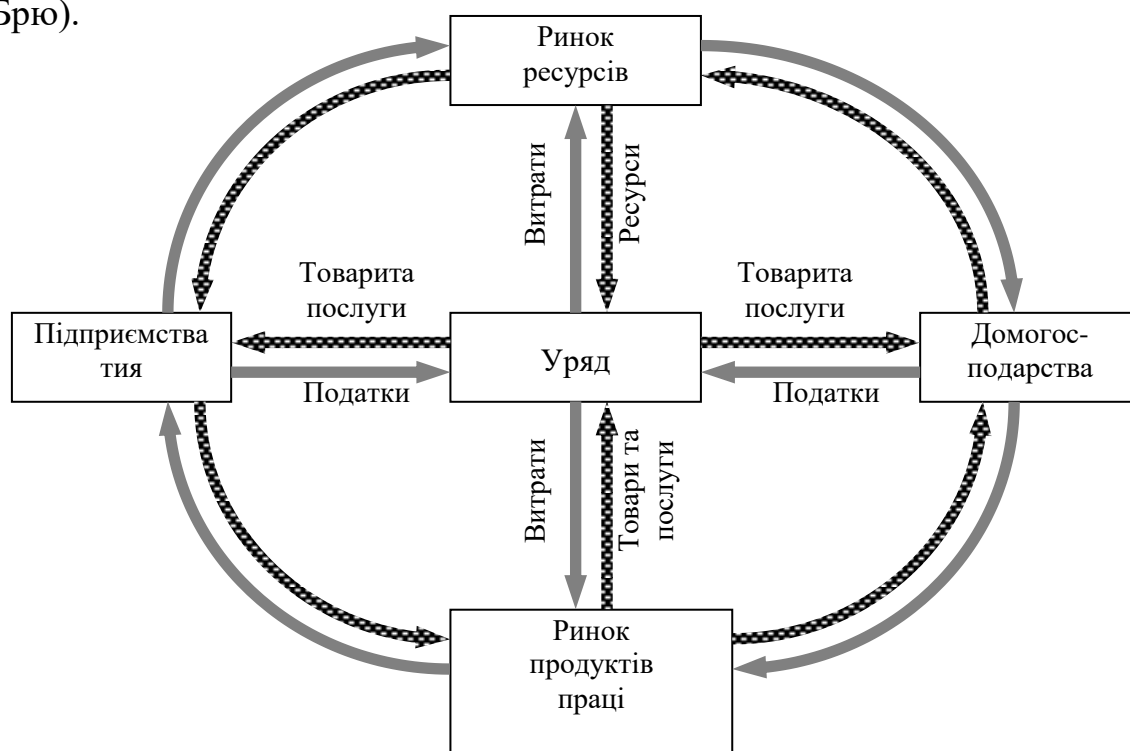 Брю).
Ринок
ресурсів
Витрати
Ресурси
Товарита
послуги
Товарита
послуги
Підприємства
тия
Уряд
Домогос-
подарства
Податки
Податки
Витрати
Товари та
послуги
Ринок
продуктів
праці